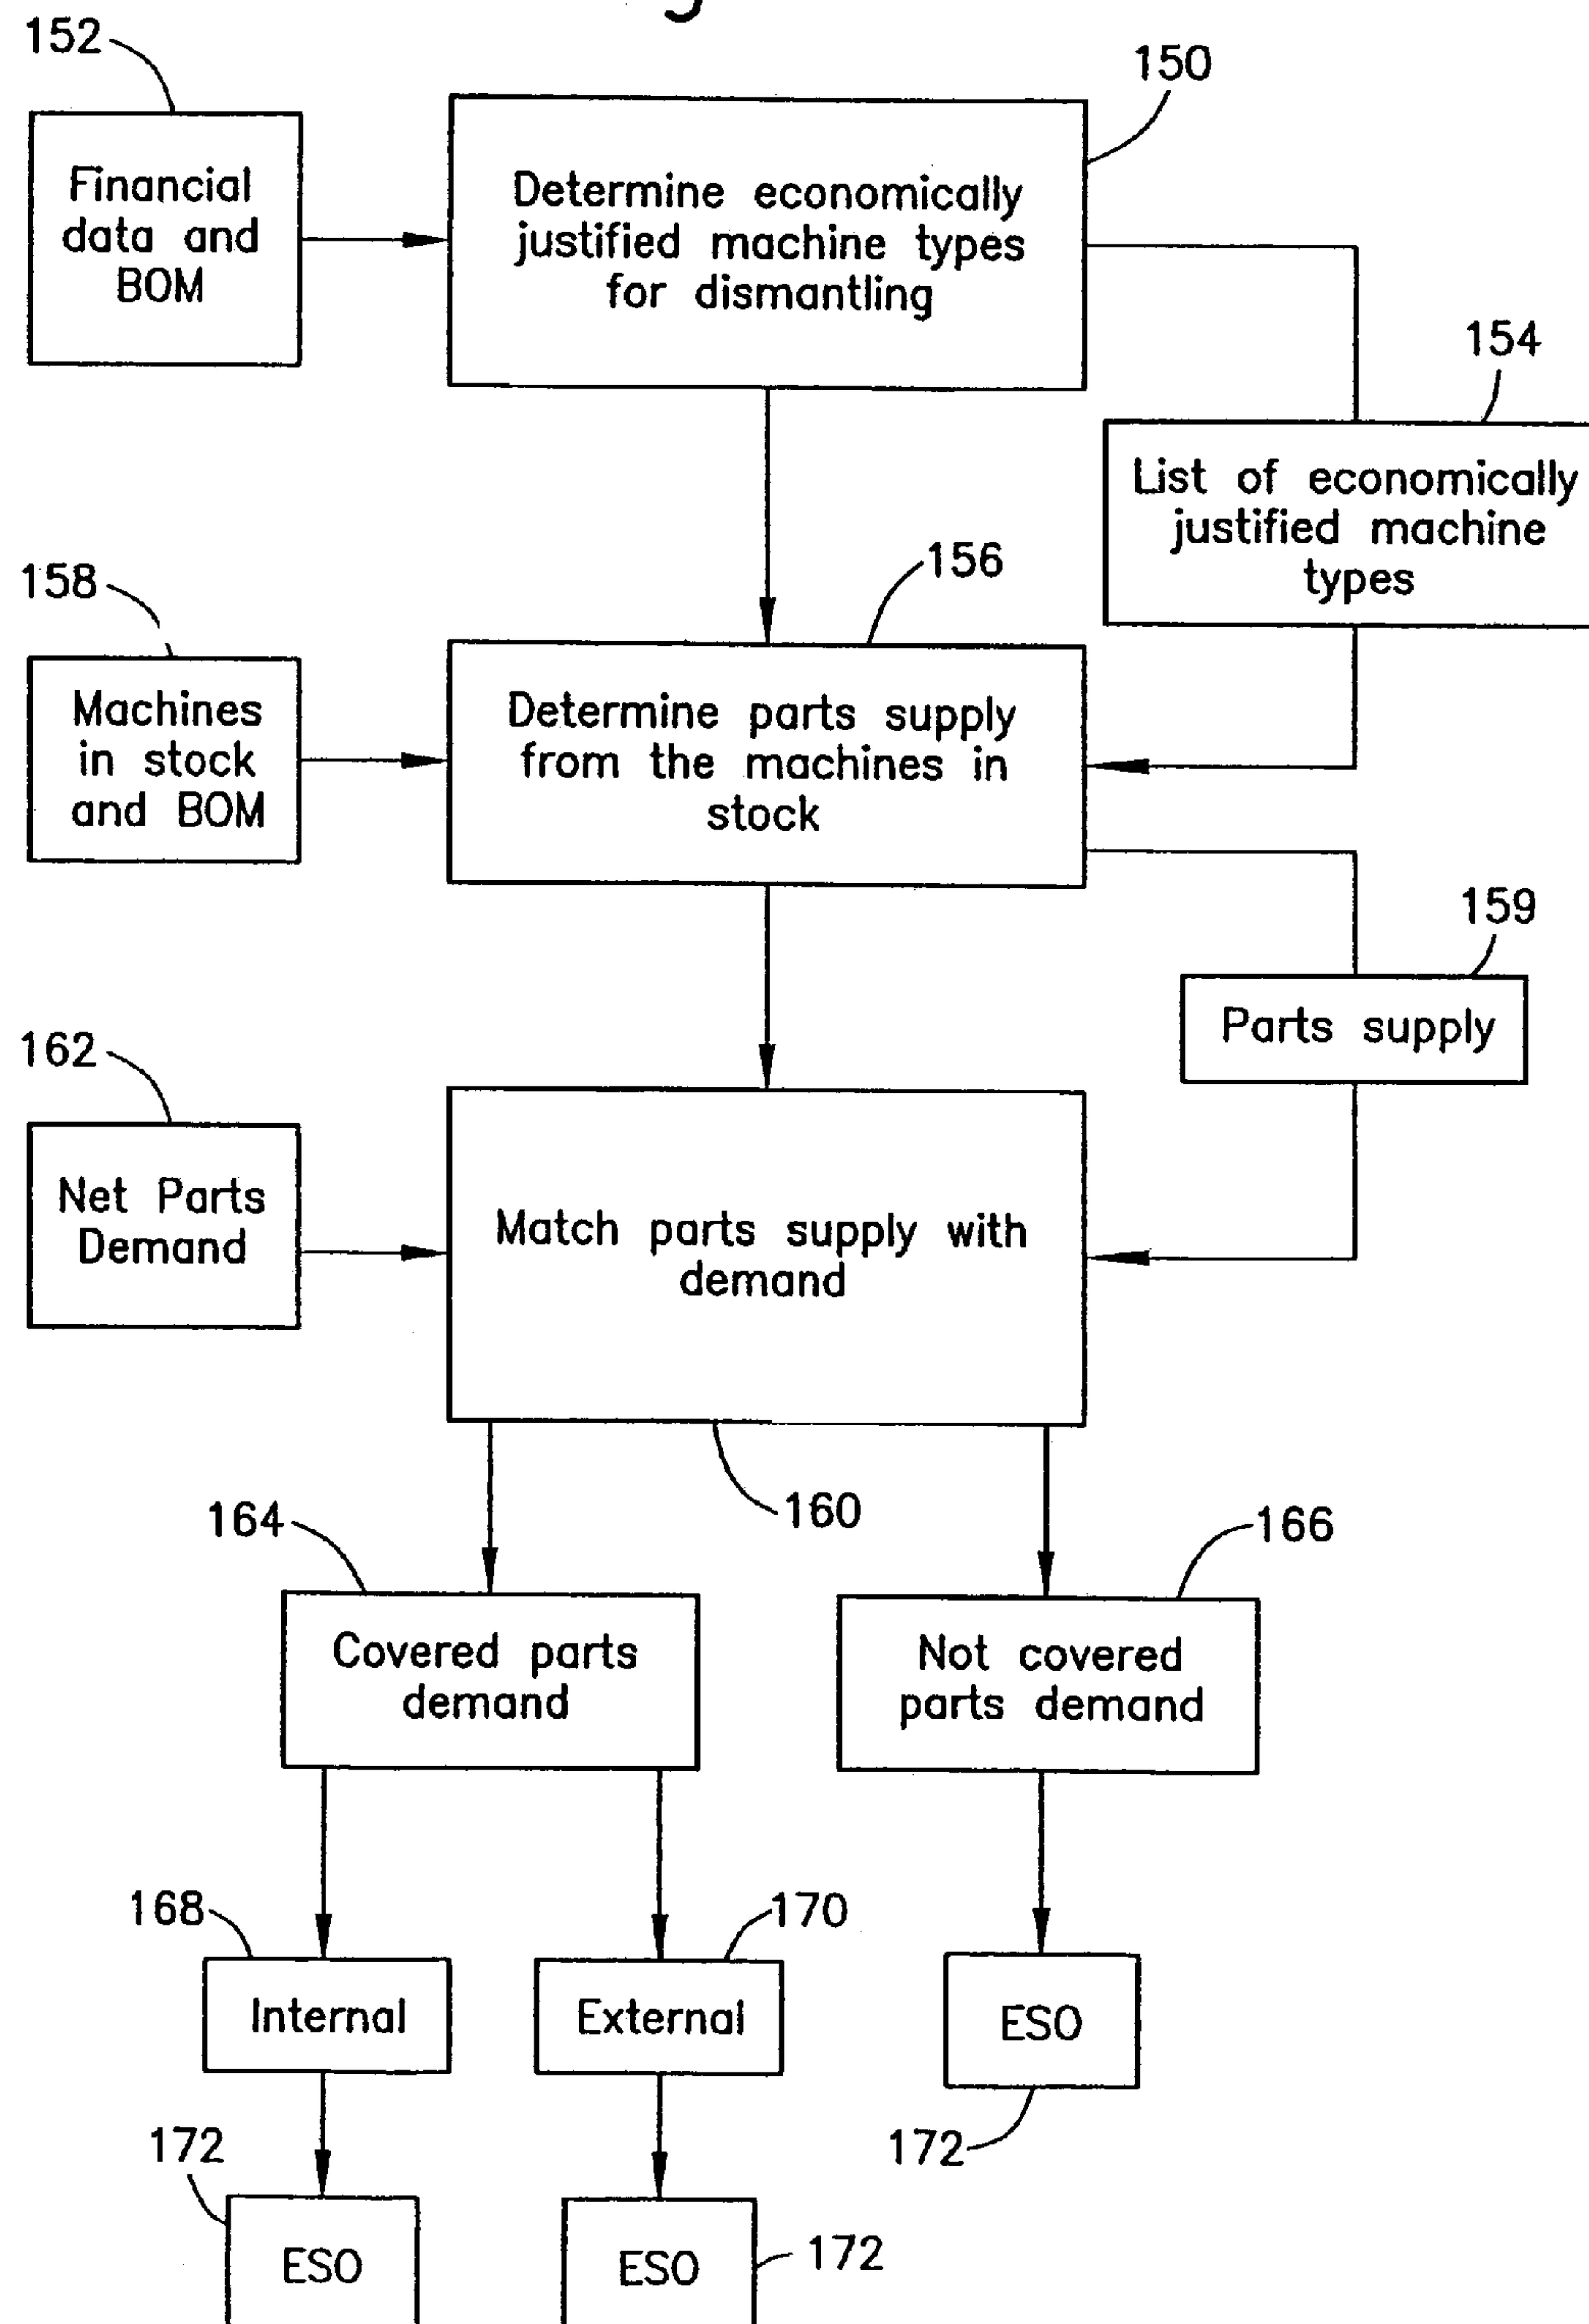 152
150
Financial
data and
BOM
Determine economically
justified machine types
for dismantling
154
List of economically
justified machine
types
156
158
Machines
in stock
and BOM
Determine parts supply
from the machines in
stock
159
Parts supply
162
Net Parts
Demand
Match parts supply with
demand
160
164
166
Covered parts
demand
Not covered
parts demand
168
170
Internal
External
ESO
172
172
ESO
ESO
172